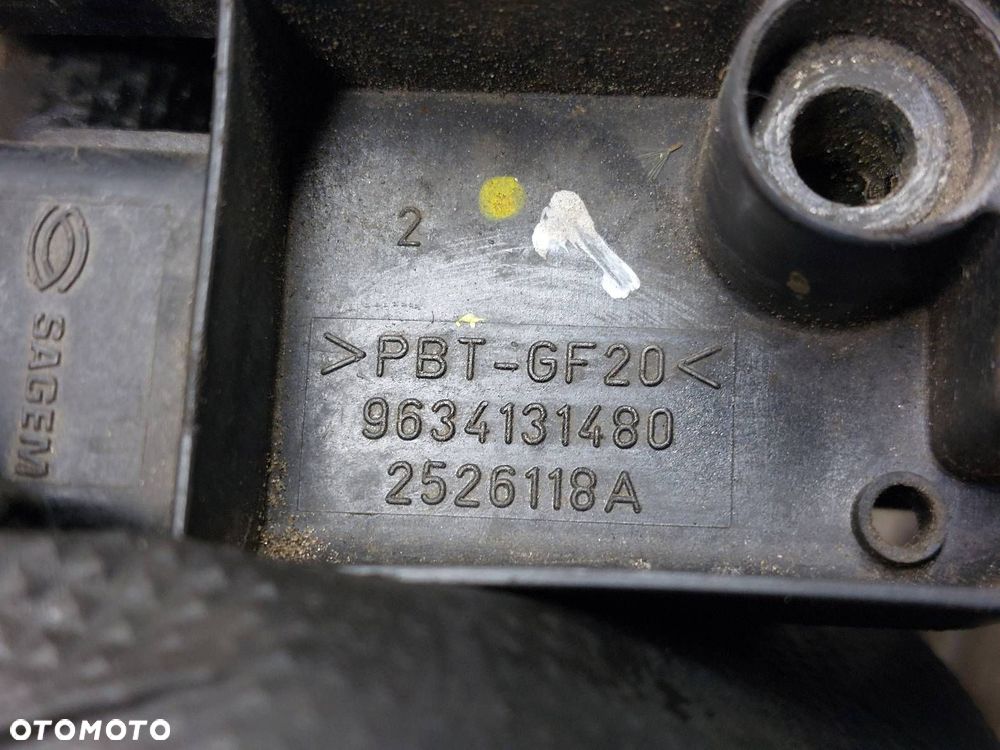 2
SAGEM
>PBT-GF20<
9634131480
2526118A
OTOMOTO